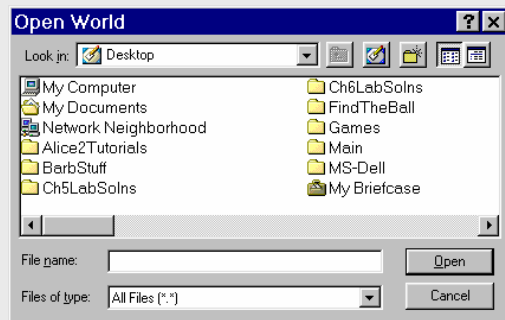 Open World
Look in: Desktop
My Computer
My Documents
Network Neighborhood
Alice2Tutorials
BarbStuff
Ch5LabSolns
Ch6LabSolns
FindTheBall
Games
Main
MS-Dell
My Briefcase
File name: Open
Files of type: All Files (*.*) Cancel